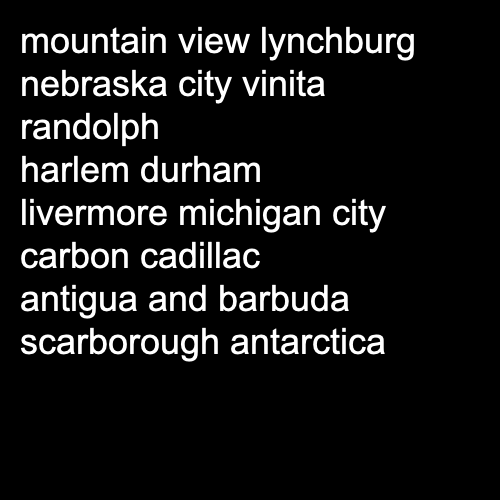 mountain view lynchburg
nebraska city vinita
randolph
harlem durham
livermore michigan city
carbon cadillac
antigua and barbuda
scarborough antarctica